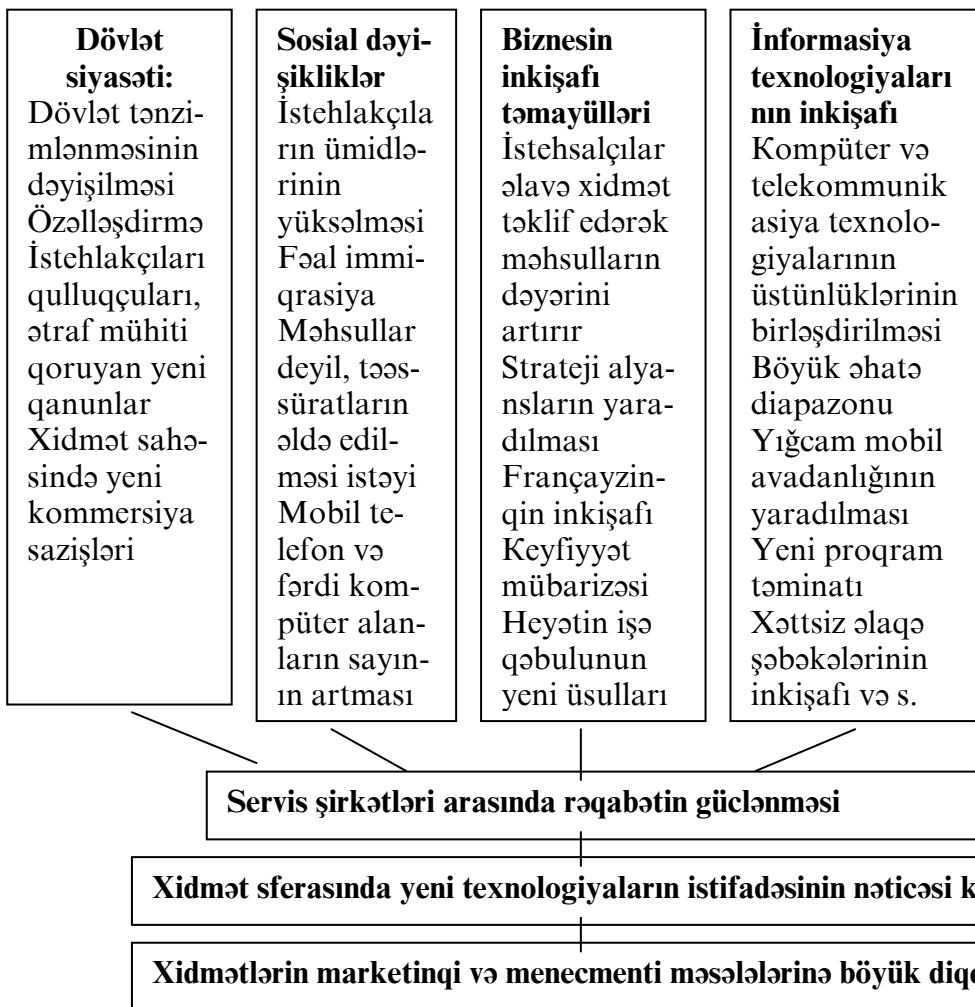 Dövlət
siyasəti:
Dövlət tənzi-
mlənməsinin
dəyişilməsi
Özəlləşdirmə
İstehlakçıları
qulluqçuları,
ətraf mühiti
qoruyan yeni
qanunlar
Xidmət sahə-
sində yeni
kommersiya
sazişləri
Sosial dəyi-
şikliklər
İstehlakçıla
rın ümidlə-
rinin
yüksəlməsi
Fəal immi-
qrasiya
Məhsullar
deyil, təəs-
süratların
əldə edil-
məsi istəyi
Mobil te-
lefon və
fərdi kom-
püter alan-
ların sayın-
ın artması
Biznesin
inkişafı
təmayülləri
İstehsalçılar
əlavə xidmət
təklif edərək
məhsulların
dəyərini
artırır
Strateji alya-
nsların yara-
dılması
Françayzin-
qin inkişafı
Keyfiyyət
mübarizəsi
Heyətin işə
qəbulunun
yeni üsulları
İnformasiya
texnologiyaları
nın inkişafı
Kompüter və
telekommunik
asiya texnolo-
giyalarının
üstünlüklərinin
birləşdirilməsi
Böyük əhatə
diapazonu
Yığcam mobil
avadanlığının
yaradılması
Yeni proqram
təminatı
Xəttsiz əlaqə
şəbəkələrinin
inkişafı və s.
Servis şirkətləri arasında rəqabətin güclənməsi
Xidmət sferasında yeni texnologiyaların istifadəsinin nəticəsi k
Xidmətlərin marketinqi və menecmenti məsələlərinə böyük diqq